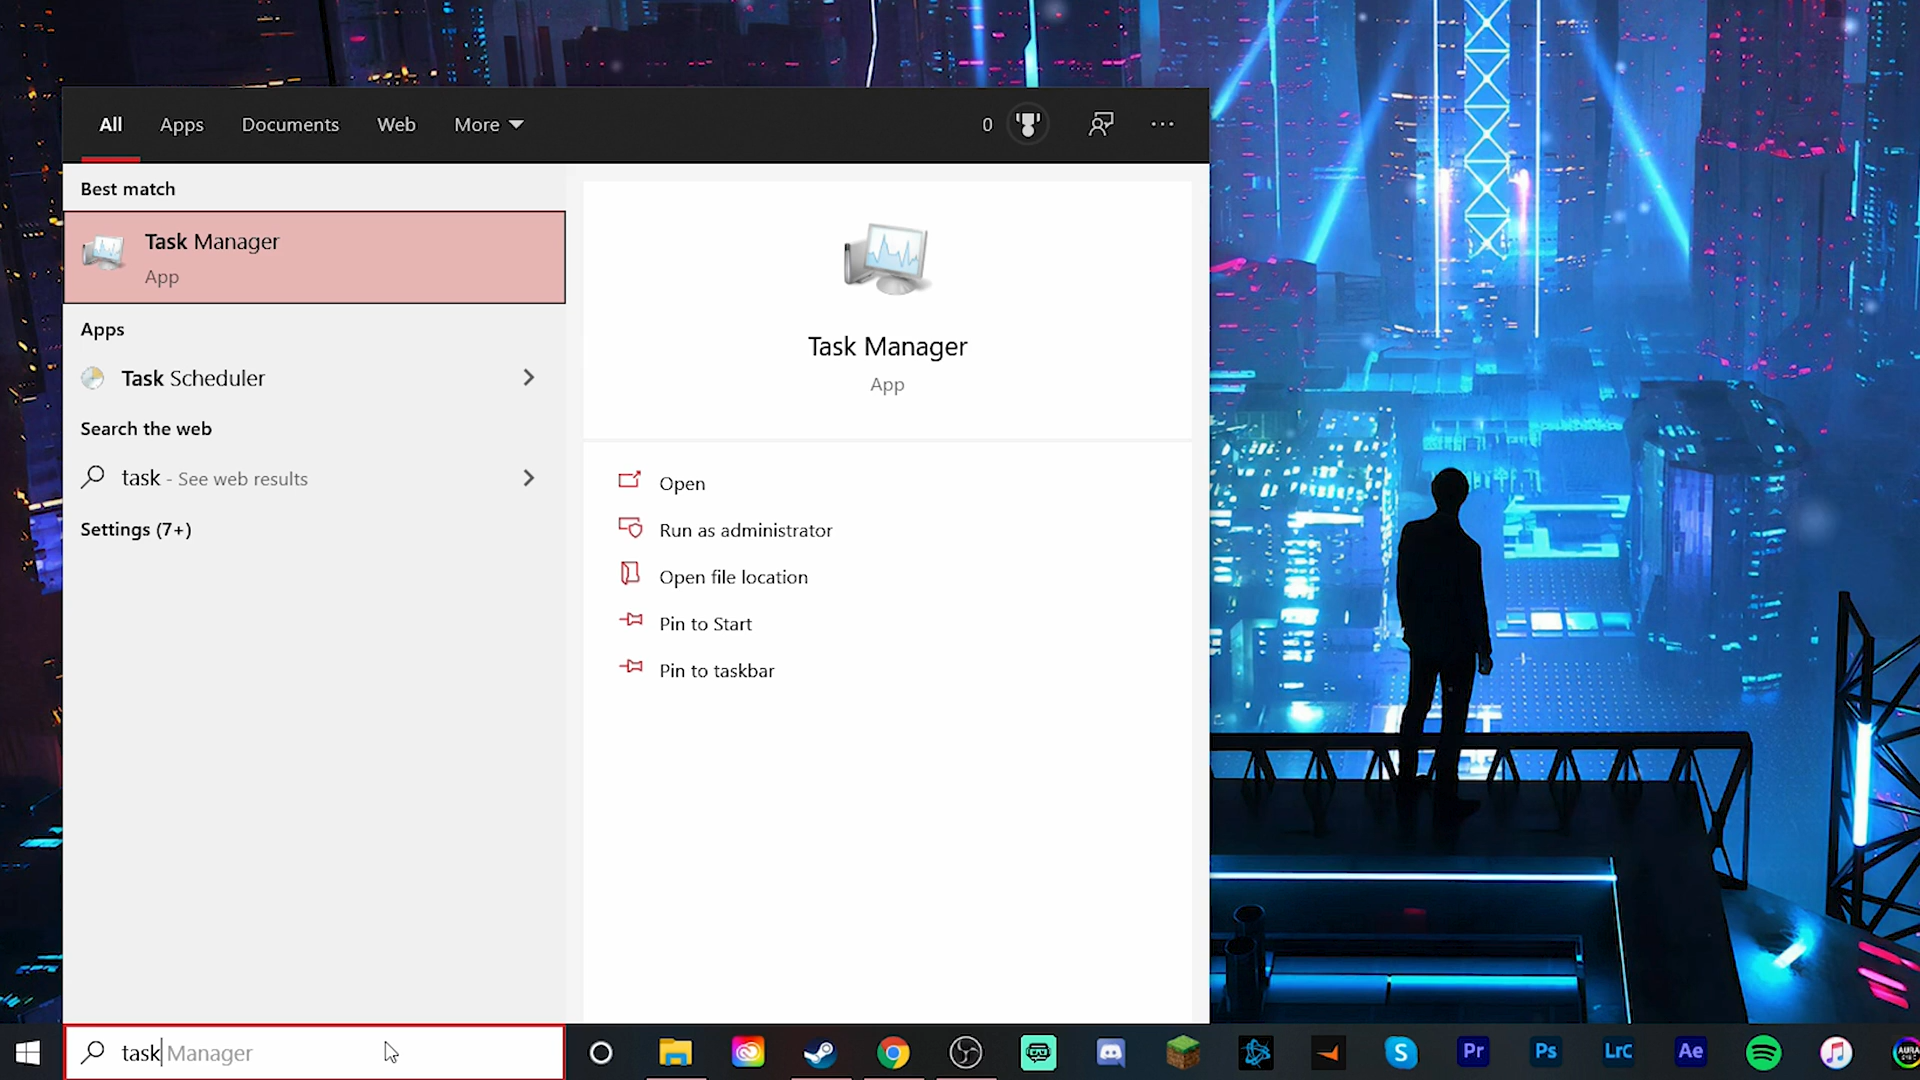 All Apps Documents Web More 0
Best match
Task Manager
App
Apps
Task Scheduler
Search the web
task - See web results
Settings (7+)
Task Manager
App
Open
Run as administrator
Open file location
Pin to Start
Pin to taskbar
task Manager
S Pr Ps LrC Ae AURA